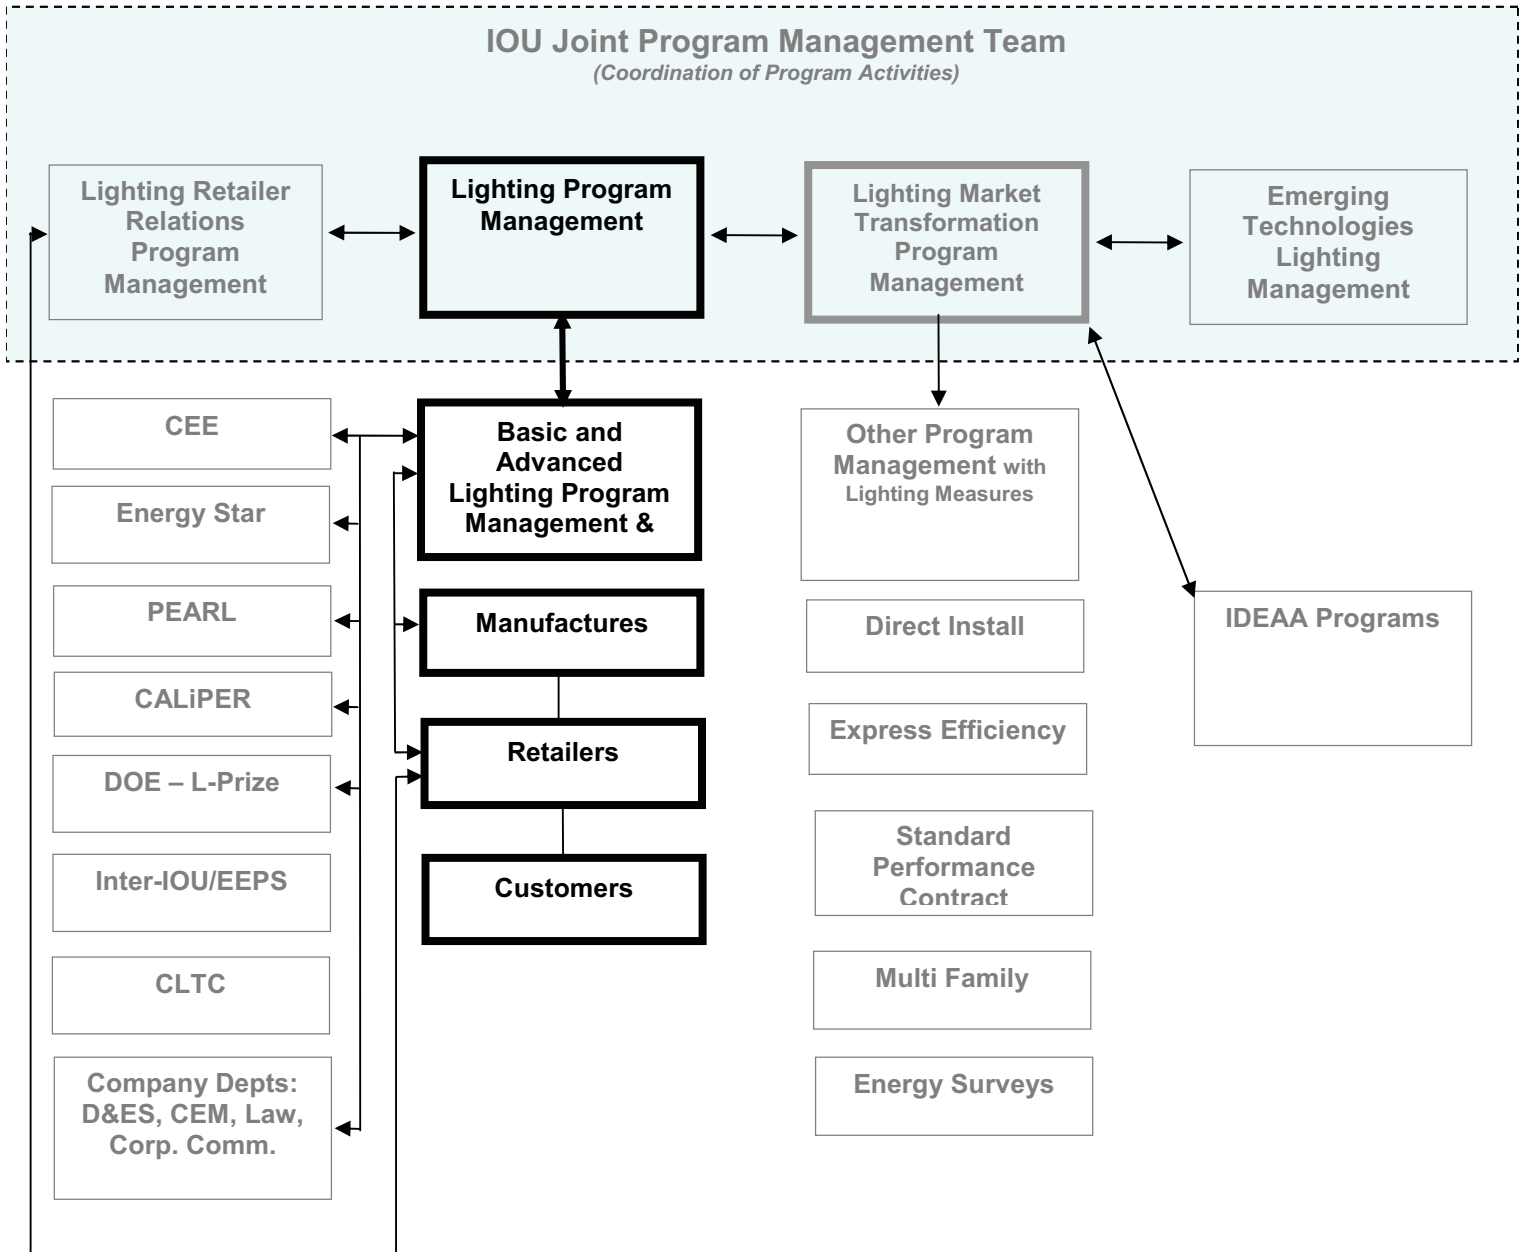 IOU Joint Program Management Team
(Coordination of Program Activities)
Lighting Retailer
Relations
Program
Management
Lighting Program
Management
Lighting Market
Transformation
Program
Management
Emerging
Technologies
Lighting
Management
CEE
Energy Star
PEARL
CALiPER
DOE – L-Prize
Inter-IOU/EEPS
CLTC
Company Depts:
D&ES, CEM, Law,
Corp. Comm.
Basic and
Advanced
Lighting Program
Management &
Manufactures
Retailers
Customers
Other Program
Management with
Lighting Measures
Direct Install
Express Efficiency
Standard
Performance
Contract
Multi Family
Energy Surveys
IDEAA Programs